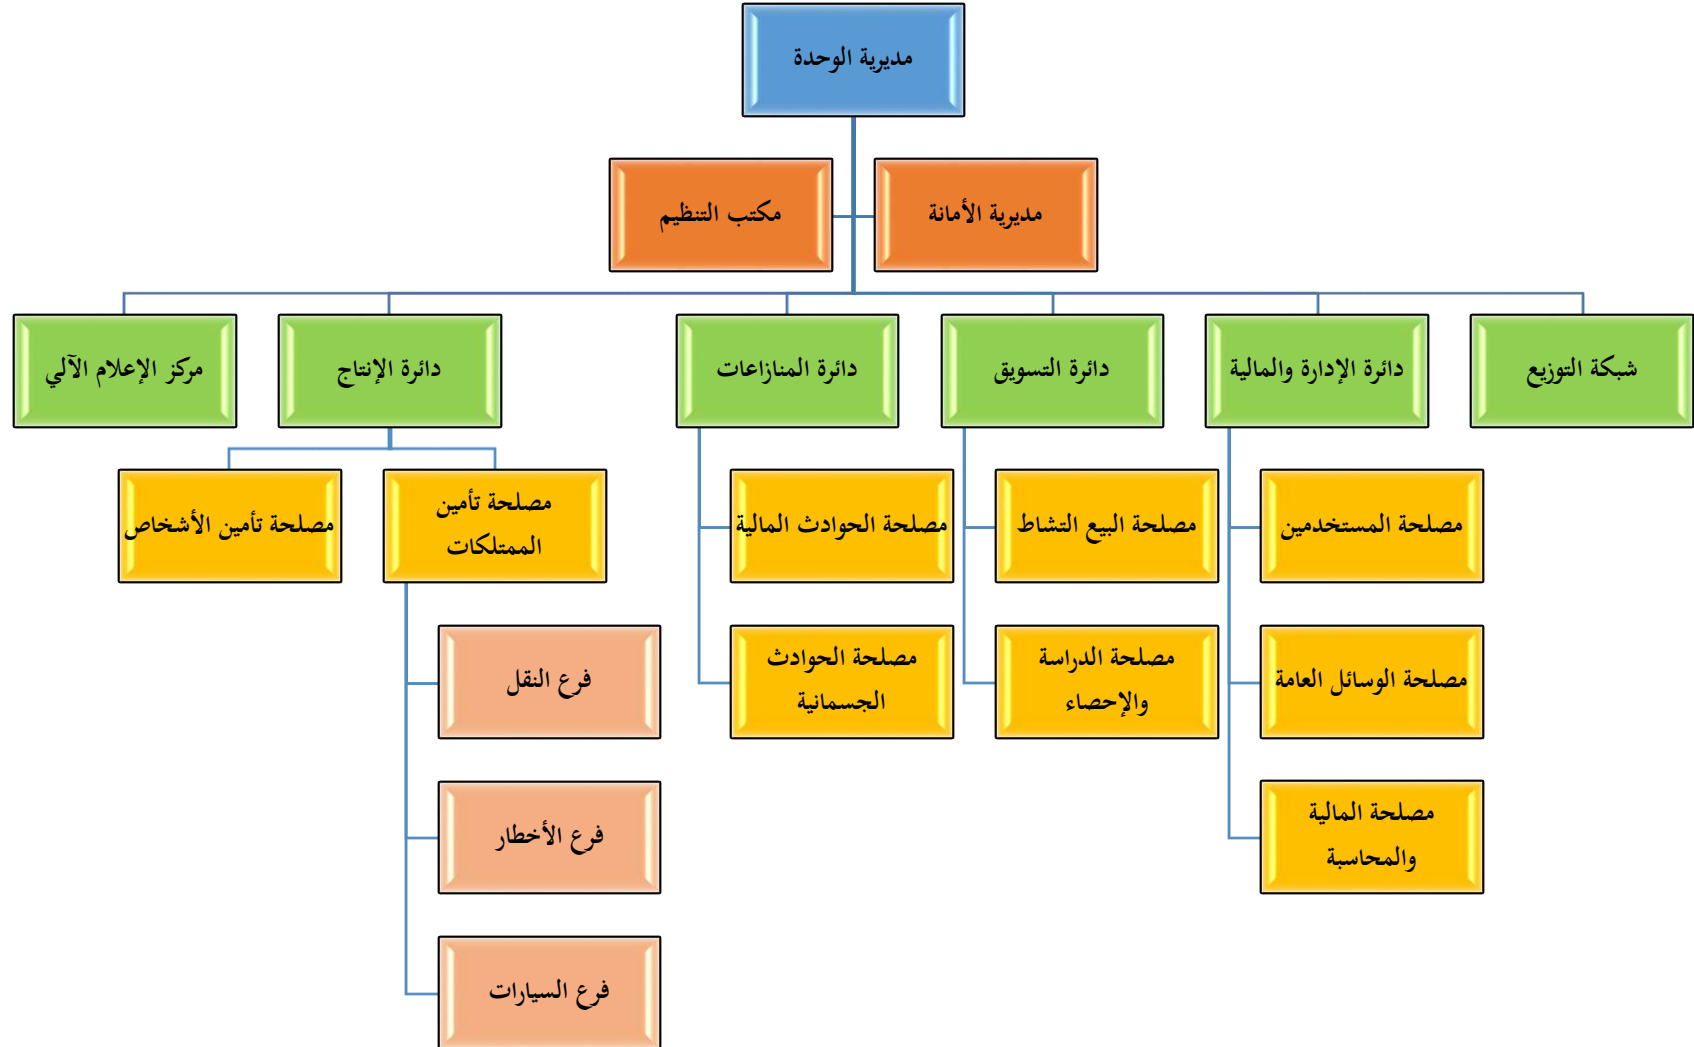 مديرية الوحدة
مديرية الأمانة
مكتب التنظيم
شبكة التوزيع
دائرة الإدارة والمالية
دائرة التسويق
دائرة المنازاعات
دائرة الإنتاج
مركز الإعلام الآلي
مصلحة المستخدمين
مصلحة البيع التشاط
مصلحة الحوادث المالية
مصلحة تأمين
الممتلكات
مصلحة تأمين الأشخاص
مصلحة الوسائل العامة
مصلحة الدراسة
والإحصاء
مصلحة الحوادث
الجسمانية
فرع النقل
مصلحة المالية
والمحاسبة
فرع الأخطار
فرع السيارات